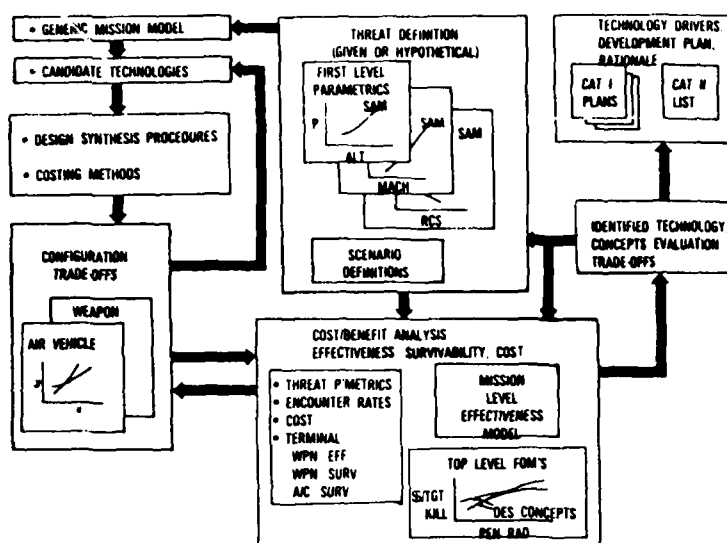 • GENERIC MISSION MODEL
• CANDIDATE TECHNOLOGIES
• DESIGN SYNTHESIS PROCEDURES
• COSTING METHODS
CONFIGURATION
TRADE-OFFS
WEAPON
AIR VEHICLE
THREAT DEFINITION
(GIVEN OR HYPOTHETICAL)
FIRST LEVEL
PARAMETRICS
SAM
P
ALT
SAM
MACH
SAM
RCS
SCENARIO
DEFINITIONS
TECHNOLOGY DRIVERS
DEVELOPMENT PLAN,
RATIONALE
CAT I
PLANS
CAT II
LIST
IDENTIFIED TECHNOLOGY
CONCEPTS EVALUATION
TRADE-OFFS
COST/BENEFIT ANALYSIS
EFFECTIVENESS SURVIVABILITY, COST
• THREAT P'METRICS
• ENCOUNTER RATES
• COST
• TERMINAL
WPN EFF
WPN SURV
A/C SURV
MISSION
LEVEL
EFFECTIVENESS
MODEL
TOP LEVEL FOM'S
$/TGT
KILL
DES CONCEPTS
PEN RAD